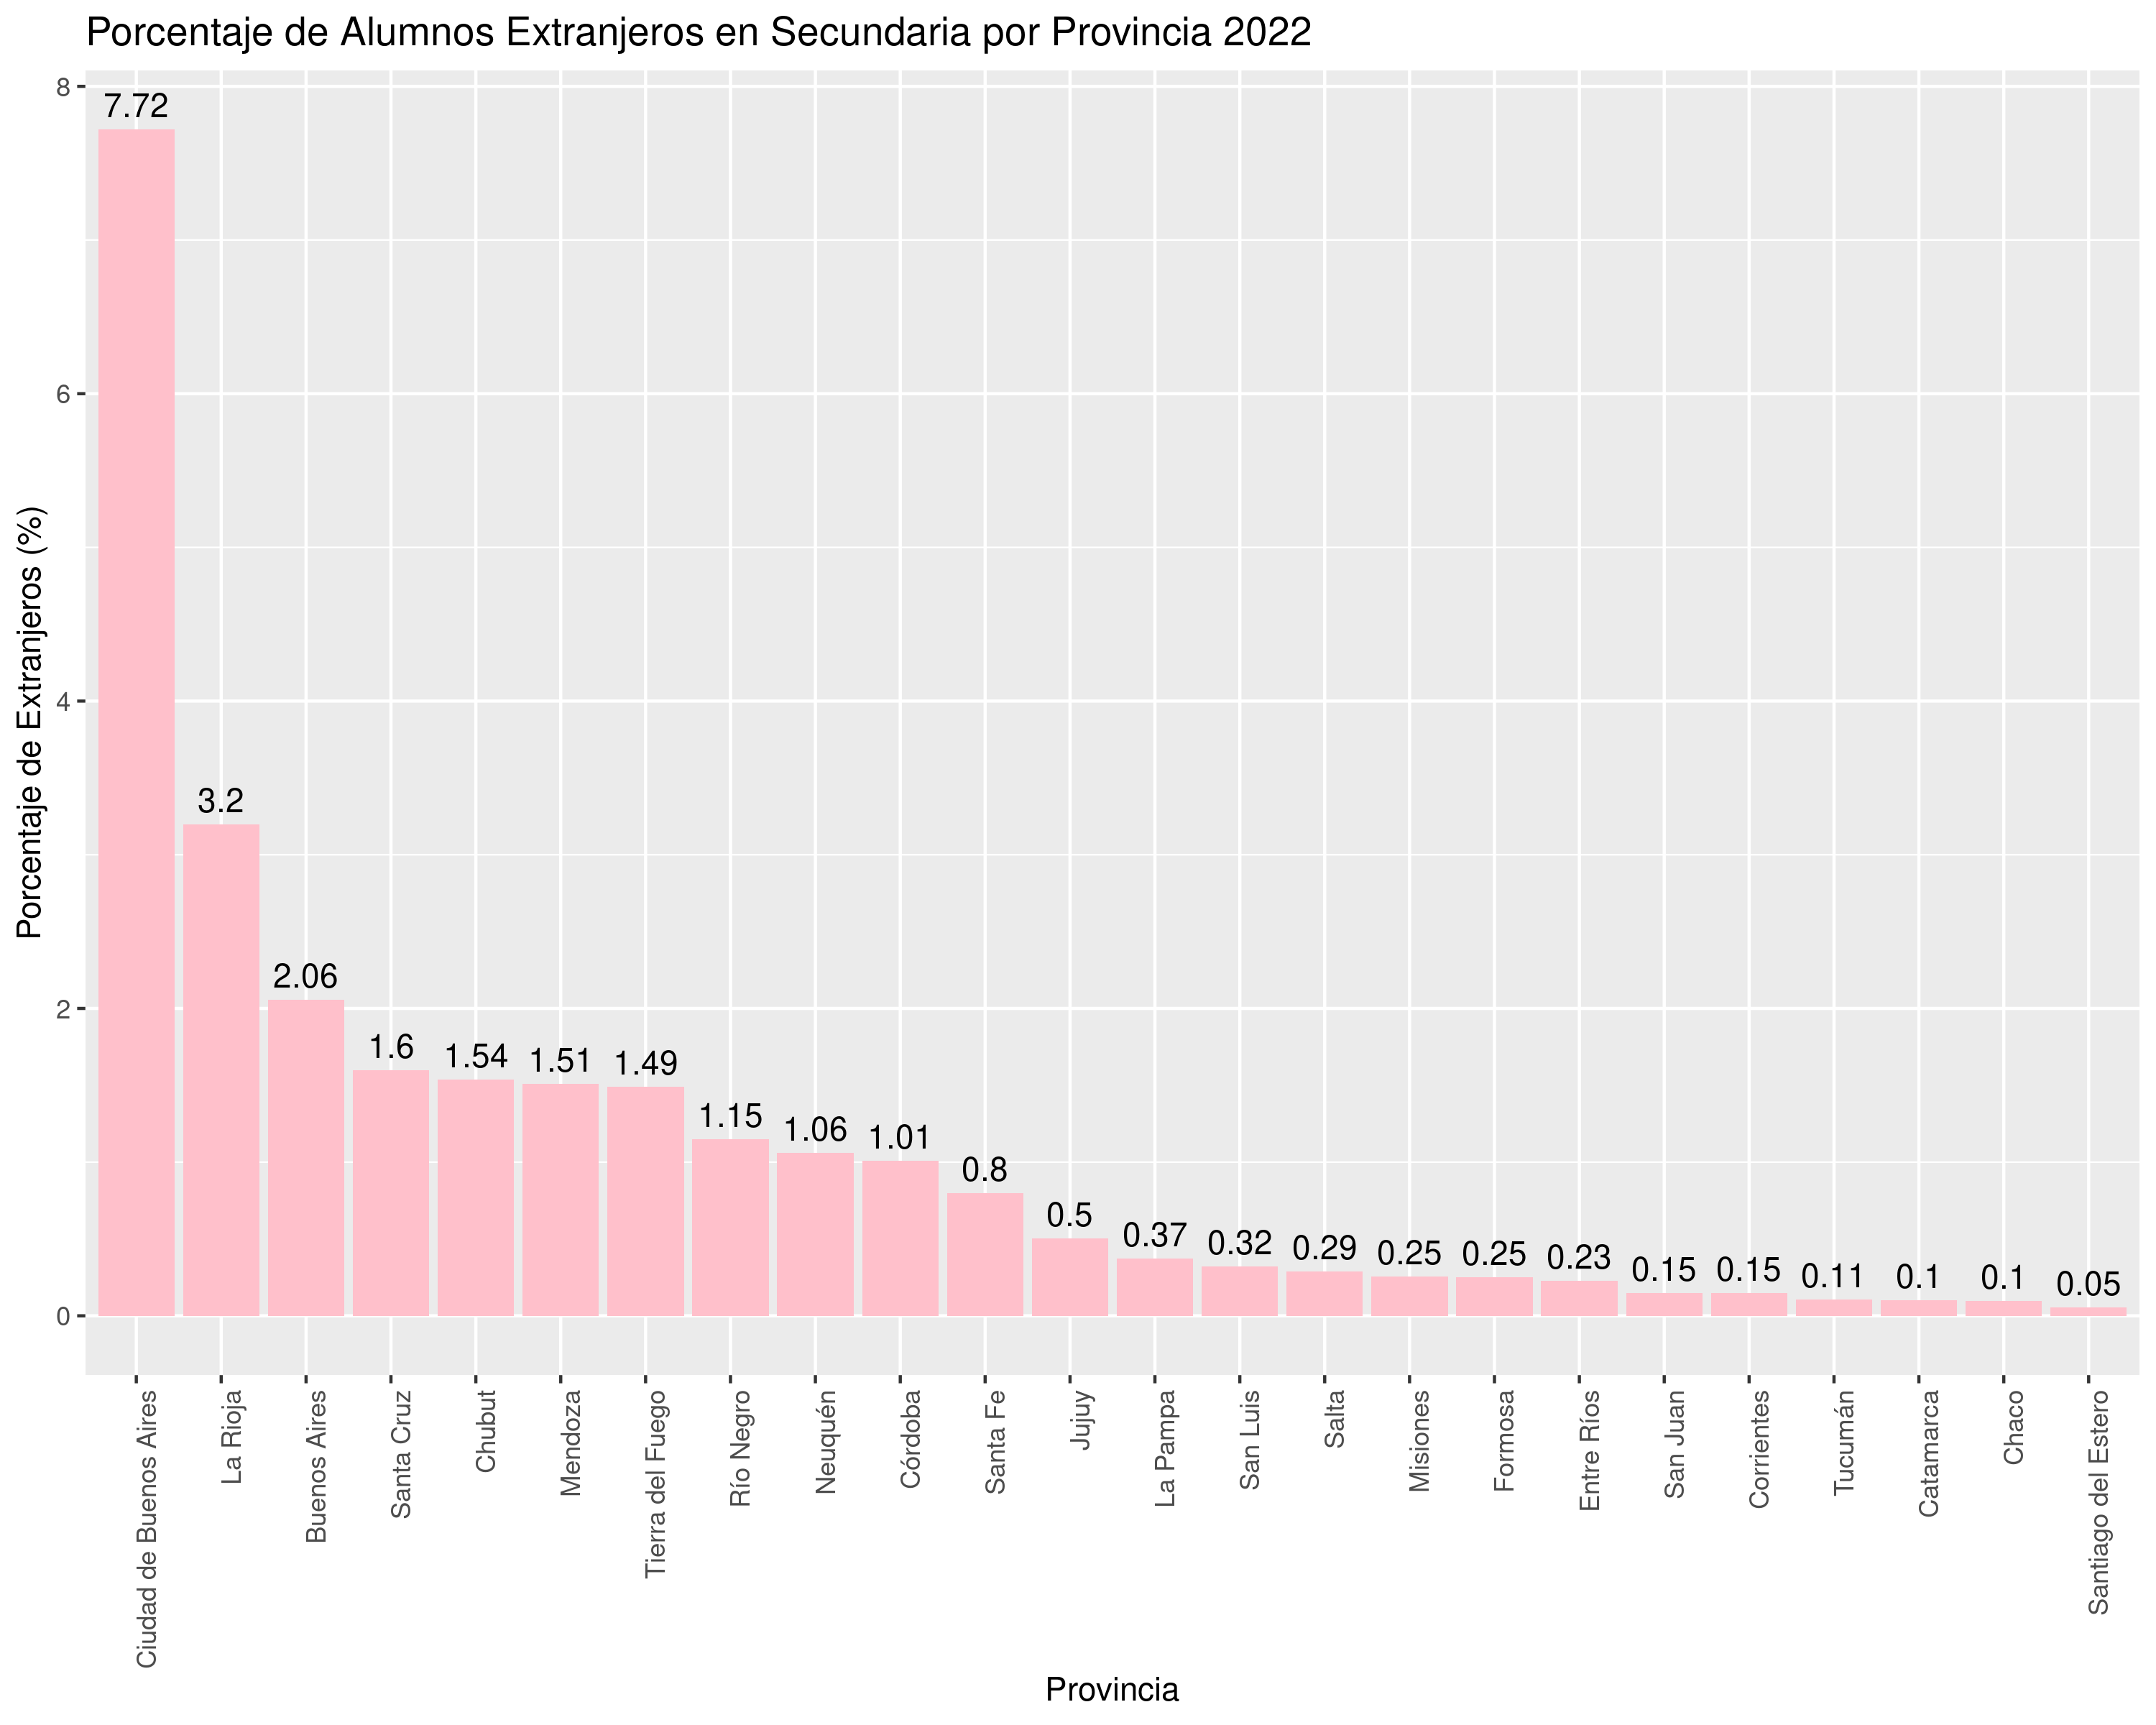 Porcentaje de Alumnos Extranjeros en Secundaria por Provincia 2022
Porcentaje de Extranjeros (%)
8
6
4
2
0
7.72
3.2
2.06
1.6
1.54
1.51
1.49
1.15
1.06
1.01
0.8
0.5
0.37
0.32
0.29
0.25
0.25
0.23
0.15
0.15
0.11
0.1
0.1
0.05
Ciudad de Buenos Aires
La Rioja
Buenos Aires
Santa Cruz
Chubut
Mendoza
Tierra del Fuego
Río Negro
Neuquén
Córdoba
Santa Fe
Jujuy
La Pampa
San Luis
Salta
Misiones
Formosa
Entre Ríos
San Juan
Corrientes
Tucumán
Catamarca
Chaco
Santiago del Estero
Provincia